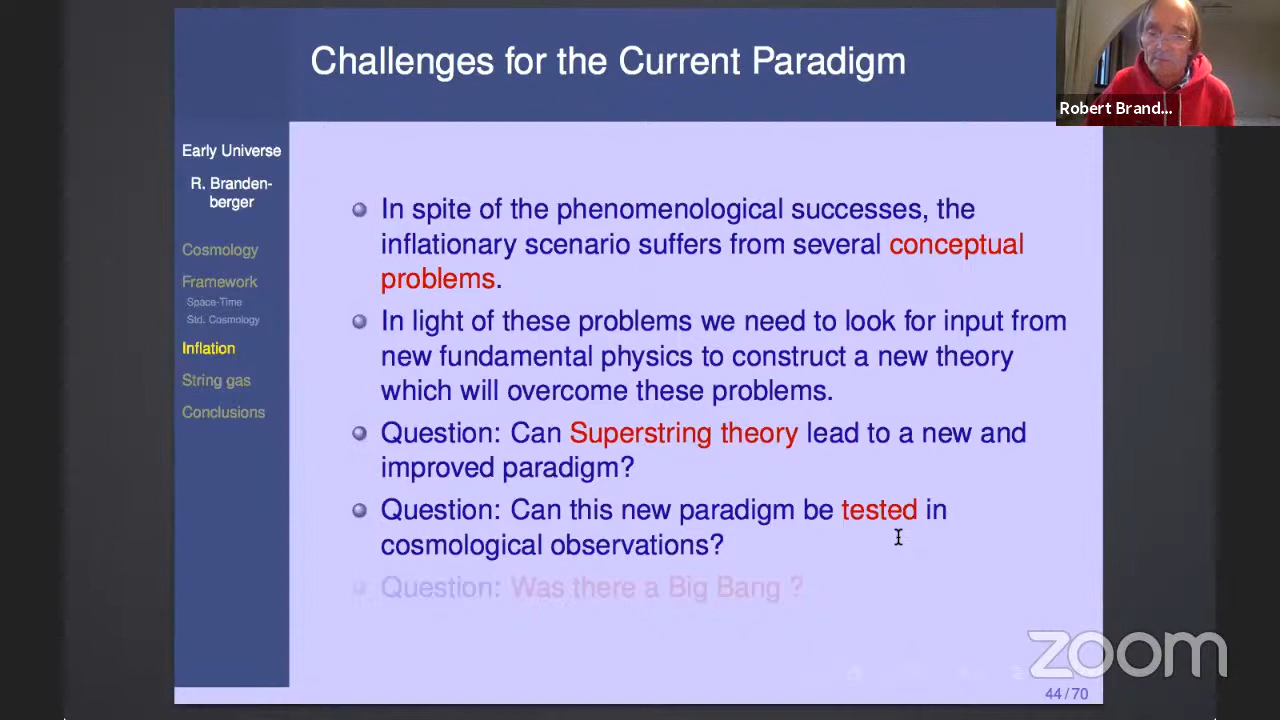 Challenges for the Current Paradigm
Robert Brand...
Early Universe
R. Branden-
berger
Cosmology
Framework
Space-Time
Std. Cosmology
Inflation
String gas
Conclusions
In spite of the phenomenological successes, the
inflationary scenario suffers from several conceptual
problems.
In light of these problems we need to look for input from
new fundamental physics to construct a new theory
which will overcome these problems.
Question: Can Superstring theory lead to a new and
improved paradigm?
Question: Can this new paradigm be tested in
cosmological observations?
Question: Was there a Big Bang ?
zoom
44 / 70